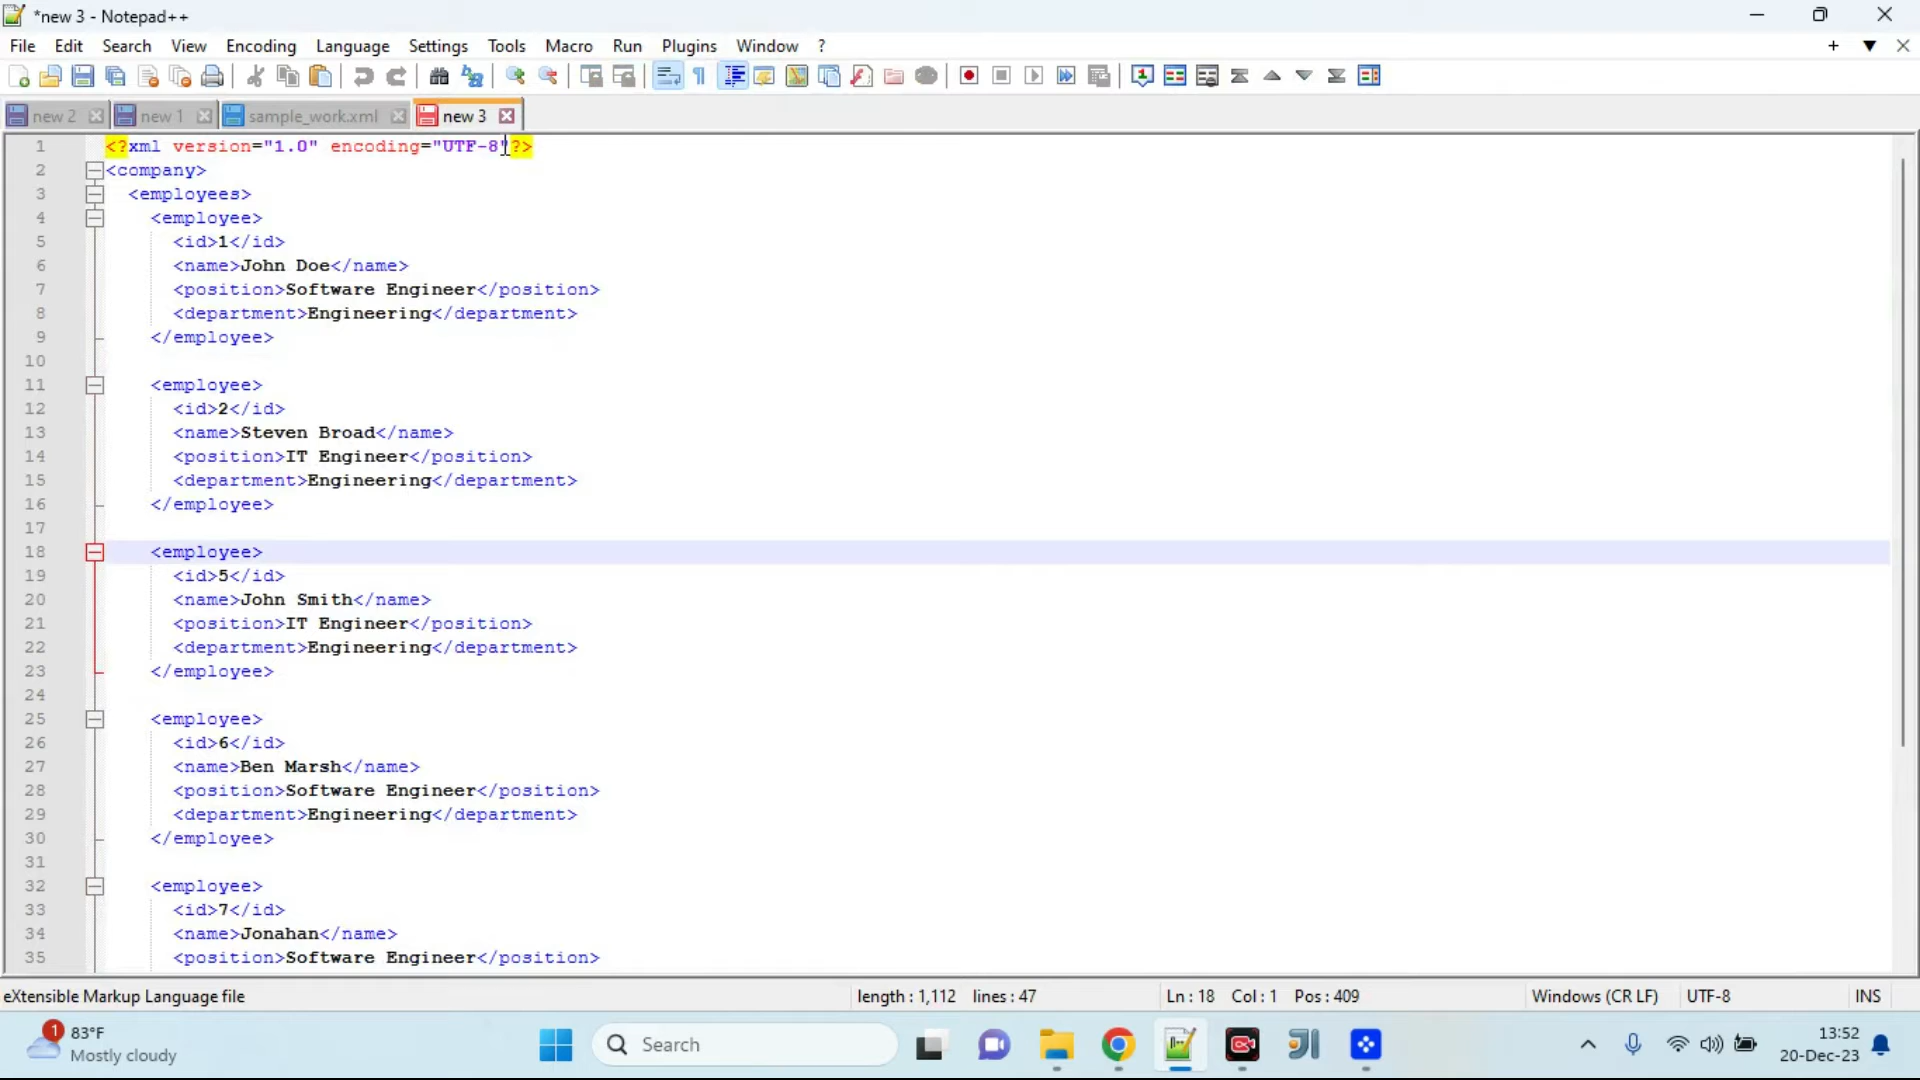 *new 3 - Notepad++
File Edit Search View Encoding Language Settings Tools Macro Run Plugins Window ?
new 2 new 1 sample_work.xml new 3
1 <?xml version="1.0" encoding="UTF-8"?>
2 <company>
3 <employees>
4 <employee>
5 <id>1</id>
6 <name>John Doe</name>
7 <position>Software Engineer</position>
8 <department>Engineering</department>
9 </employee>
10
11 <employee>
12 <id>2</id>
13 <name>Steven Broad</name>
14 <position>IT Engineer</position>
15 <department>Engineering</department>
16 </employee>
17
18 <employee>
19 <id>5</id>
20 <name>John Smith</name>
21 <position>IT Engineer</position>
22 <department>Engineering</department>
23 </employee>
24
25 <employee>
26 <id>6</id>
27 <name>Ben Marsh</name>
28 <position>Software Engineer</position>
29 <department>Engineering</department>
30 </employee>
31
32 <employee>
33 <id>7</id>
34 <name>Jonahan</name>
35 <position>Software Engineer</position>
eXtensible Markup Language file length : 1,112 lines : 47 Ln : 18 Col : 1 Pos : 409 Windows (CR LF) UTF-8 INS
1 83°F
Mostly cloudy
Search
13:52
20-Dec-23